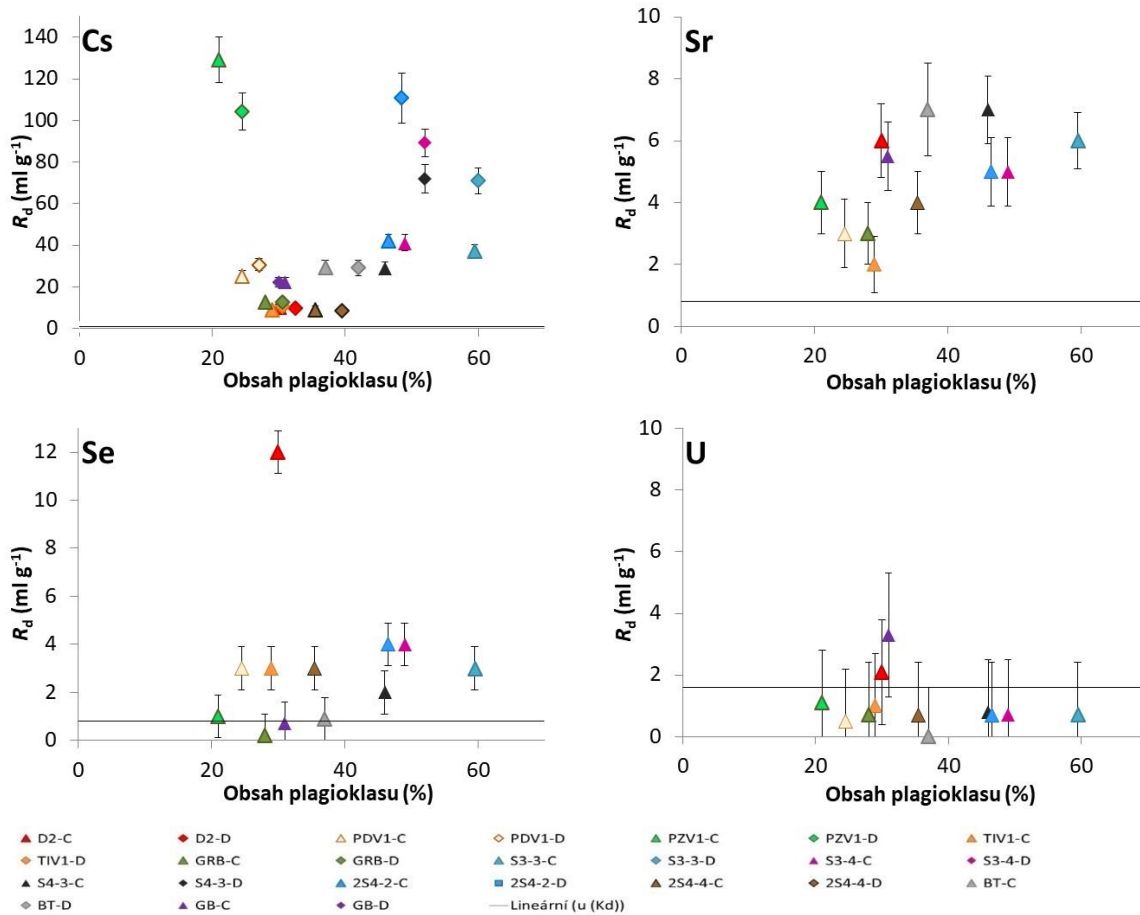 Cs
R_d (ml g⁻¹)
140
120
100
80
60
40
20
0
0 20 40 60
Obsah plagioklasu (%)
Sr
R_d (ml g⁻¹)
10
8
6
4
2
0
0 20 40 60
Obsah plagioklasu (%)
Se
R_d (ml g⁻¹)
12
10
8
6
4
2
0
0 20 40 60
Obsah plagioklasu (%)
U
R_d (ml g⁻¹)
10
8
6
4
2
0
0 20 40 60
Obsah plagioklasu (%)
D2-C D2-D PDV1-C PDV1-D PZV1-C PZV1-D TIV1-C
TIV1-D GRB-C GRB-D S3-3-C S3-3-D S3-4-C S3-4-D
S4-3-C S4-3-D 2S4-2-C 2S4-2-D 2S4-4-C 2S4-4-D BT-C
BT-D GB-C GB-D Lineární (u (Kd))